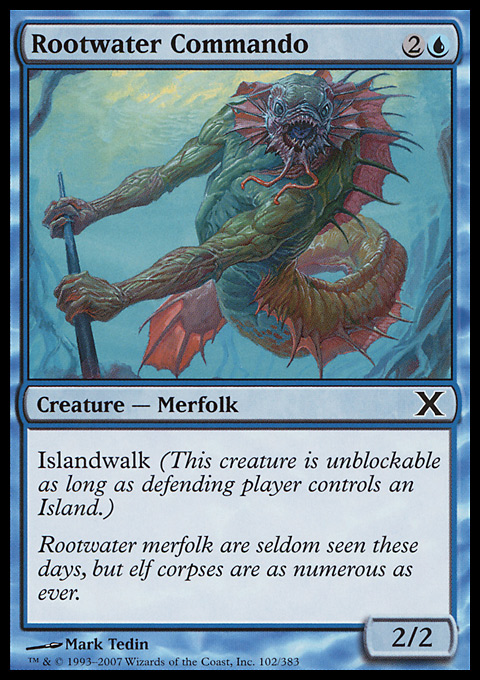 Rootwater Commando 2
Creature — Merfolk X
Islandwalk (This creature is unblockable
as long as defending player controls an
Island.)
Rootwater merfolk are seldom seen these
days, but elf corpses are as numerous as
ever.
2/2
Mark Tedin
™ & © 1993–2007 Wizards of the Coast, Inc. 102/383